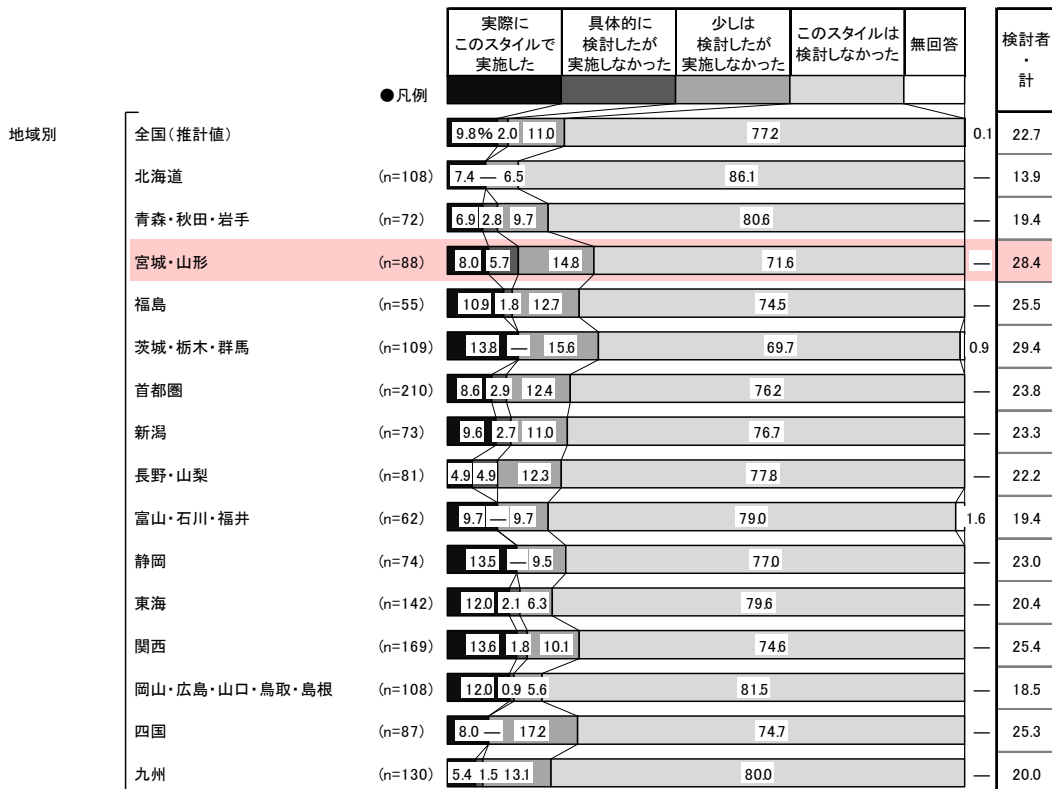 実際に
このスタイルで
実施した
具体的に
検討したが
実施しなかった
少しは
検討したが
実施しなかった
このスタイルは
検討しなかった
無回答
検討者
・
計
●凡例
地域別
全国(推計値) 9.8% 2.0 11.0 77.2 0.1 22.7
北海道 (n=108) 7.4 — 6.5 86.1 — 13.9
青森・秋田・岩手 (n=72) 6.9 2.8 9.7 80.6 — 19.4
宮城・山形 (n=88) 8.0 5.7 14.8 71.6 — 28.4
福島 (n=55) 10.9 1.8 12.7 74.5 — 25.5
茨城・栃木・群馬 (n=109) 13.8 — 15.6 69.7 0.9 29.4
首都圏 (n=210) 8.6 2.9 12.4 76.2 — 23.8
新潟 (n=73) 9.6 2.7 11.0 76.7 — 23.3
長野・山梨 (n=81) 4.9 4.9 12.3 77.8 — 22.2
富山・石川・福井 (n=62) 9.7 — 9.7 79.0 1.6 19.4
静岡 (n=74) 13.5 — 9.5 77.0 — 23.0
東海 (n=142) 12.0 2.1 6.3 79.6 — 20.4
関西 (n=169) 13.6 1.8 10.1 74.6 — 25.4
岡山・広島・山口・鳥取・島根 (n=108) 12.0 0.9 5.6 81.5 — 18.5
四国 (n=87) 8.0 — 17.2 74.7 — 25.3
九州 (n=130) 5.4 1.5 13.1 80.0 — 20.0